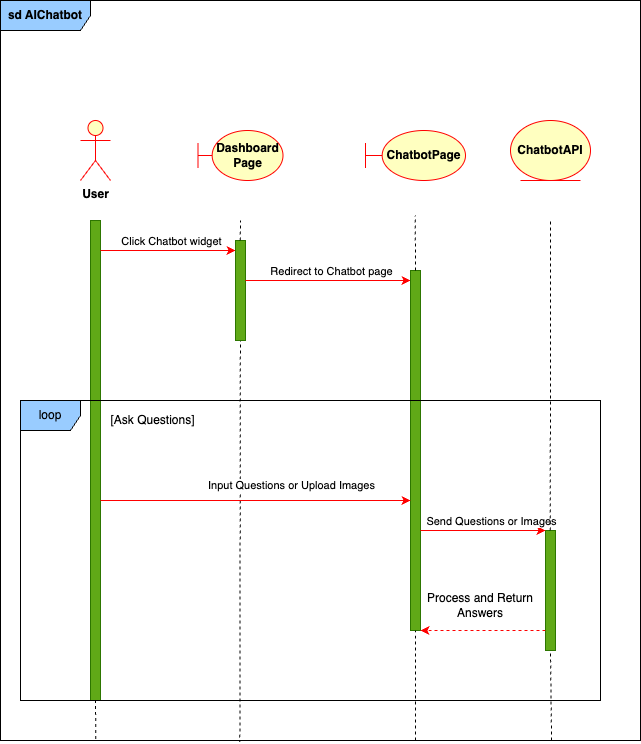 sd AIChatbot
User
Dashboard
Page
ChatbotPage
ChatbotAPI
Click Chatbot widget
Redirect to Chatbot page
loop
[Ask Questions]
Input Questions or Upload Images
Send Questions or Images
Process and Return
Answers